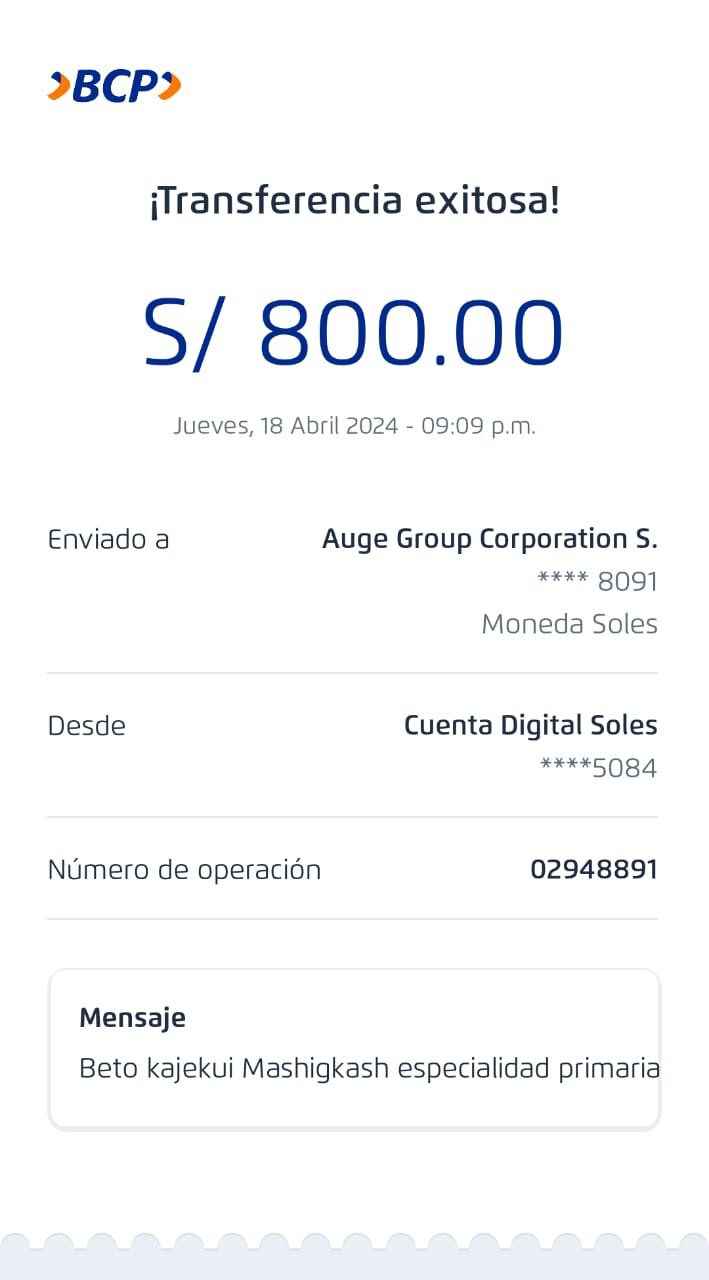 BCP
¡Transferencia exitosa!
S/ 800.00
Jueves, 18 Abril 2024 - 09:09 p.m.
Enviado a Auge Group Corporation S.
**** 8091
Moneda Soles
Desde Cuenta Digital Soles
****5084
Número de operación 02948891
Mensaje
Beto kajekui Mashigkash especialidad primaria